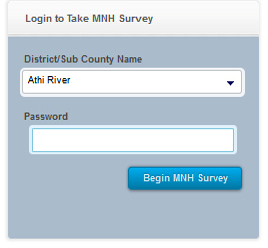 Login to Take MNH Survey
District/Sub County Name
Athi River
Password
Begin MNH Survey